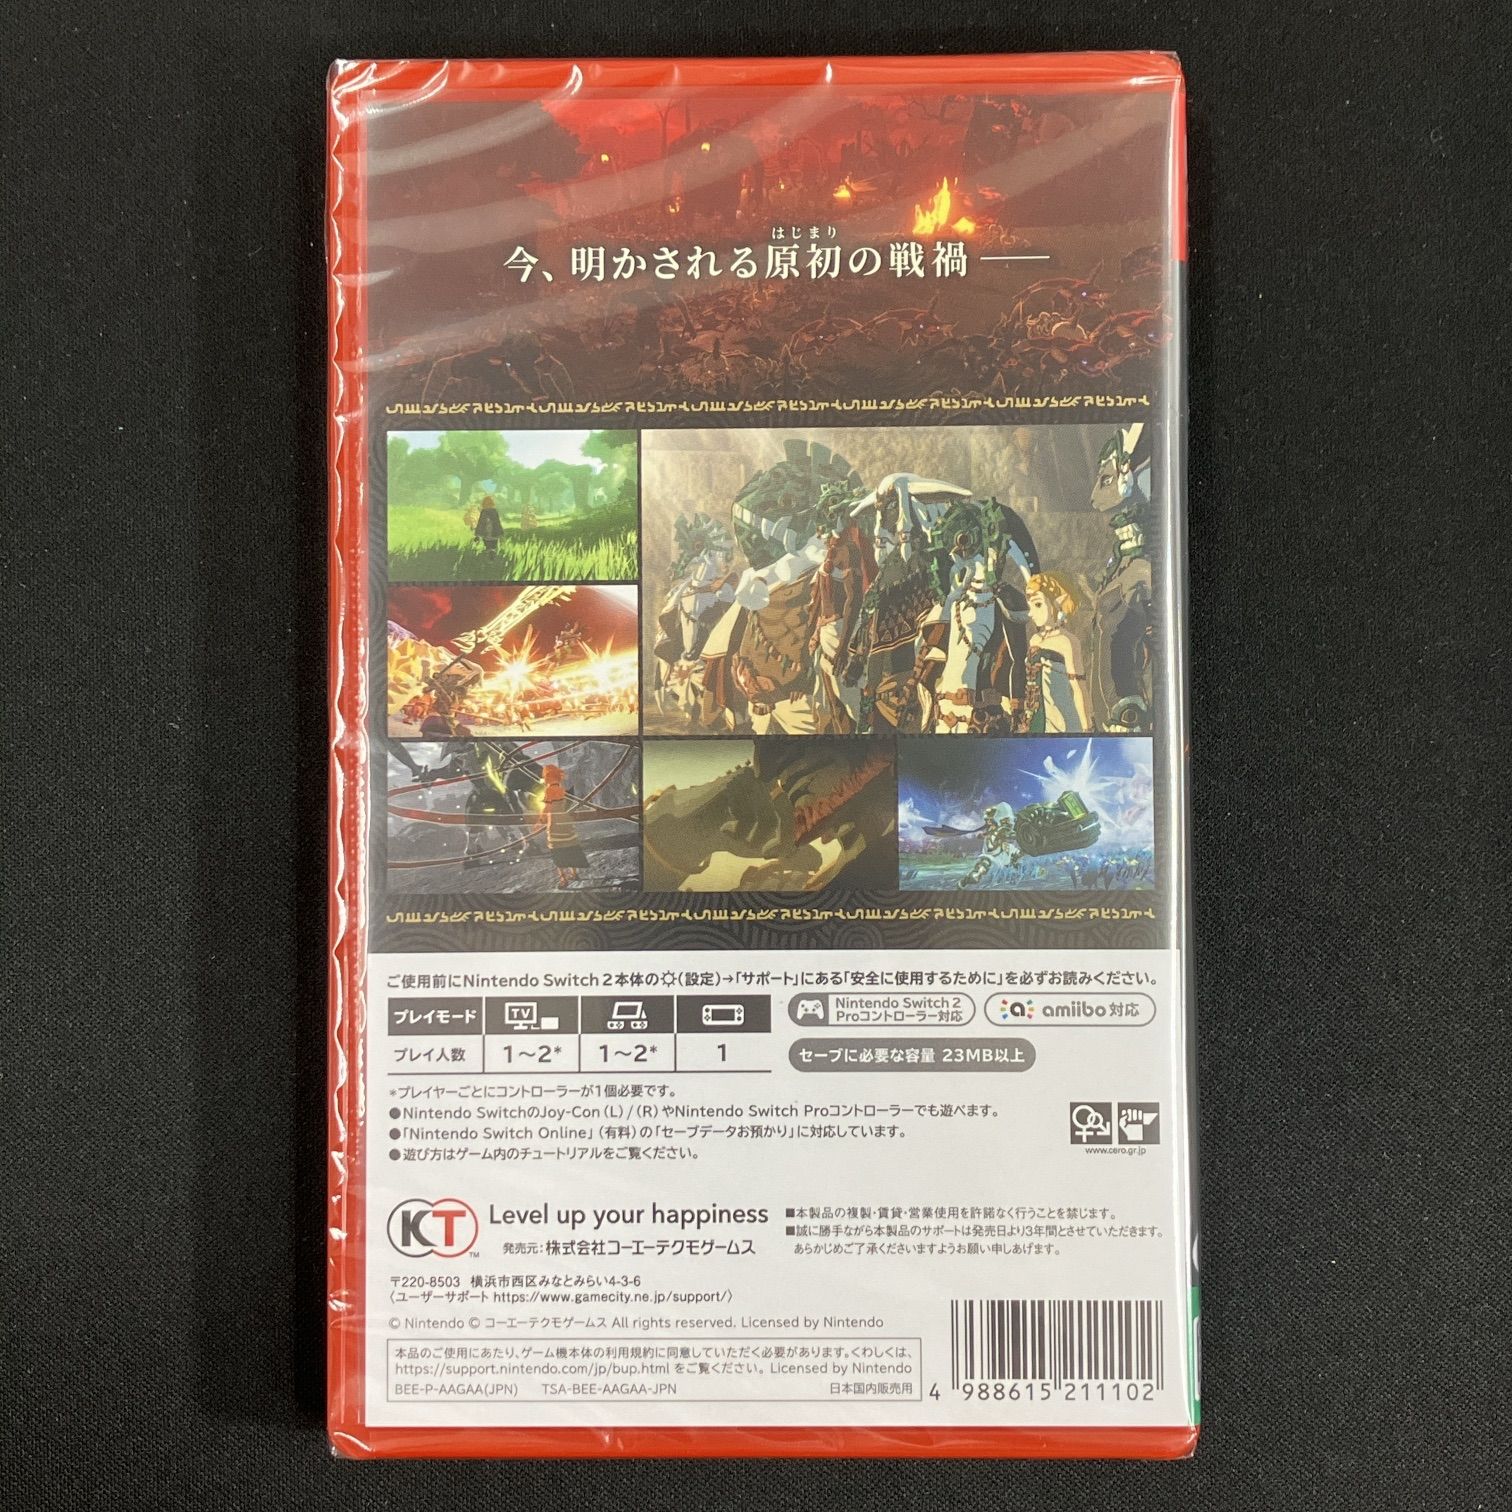 はじまり
今、明かされる原初の戦禍――
ご使用前にNintendo Switch 2本体の(設定)→「サポート」にある「安全に使用するために」を必ずお読みください。
プレイモード TV
プレイ人数 1~2* 1~2* 1
Nintendo Switch 2
Proコントローラー対応
amiibo対応
セーブに必要な容量 23MB以上
*プレイヤーごとにコントローラーが1個必要です。
●Nintendo SwitchのJoy-Con(L)/(R)やNintendo Switch Proコントローラーでも遊べます。
●「Nintendo Switch Online」(有料)の「セーブデータお預かり」に対応しています。
●遊び方はゲーム内のチュートリアルをご覧ください。
www.cero.gr.jp
KT™
Level up your happiness
発売元:株式会社コーエーテクモゲームス
■本製品の複製・賃貸・営業使用を許諾なく行うことを禁じます。
■誠に勝手ながら本製品のサポートは発売日より3年間とさせていただきます。
あらかじめご了承くださいますようお願い申しあげます。
〒220-8503 横浜市西区みなとみらい4-3-6
〈ユーザーサポート https://www.gamecity.ne.jp/support/〉
© Nintendo © コーエーテクモゲームス All rights reserved. Licensed by Nintendo
本品のご使用にあたり、ゲーム機本体の利用規約に同意していただく必要があります。くわしくは、
https://support.nintendo.com/jp/bup.html をご覧ください。 Licensed by Nintendo
BEE-P-AAGAA(JPN) TSA-BEE-AAGAA-JPN 日本国内販売用
4 988615 211102